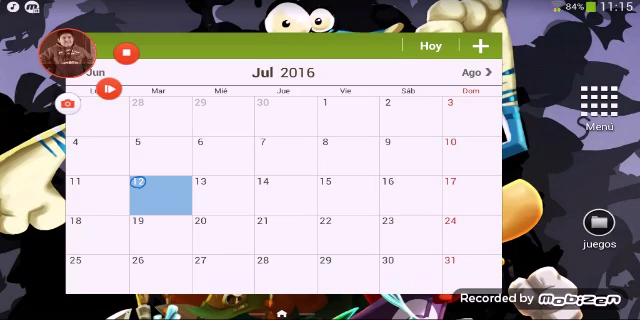 84% 11:15
Hoy +
Jun Jul 2016 Ago
Mar Mié Jue Vie Sáb Dom
28 29 30 1 2 3
4 5 6 7 8 9 10
11 12 13 14 15 16 17
18 19 20 21 22 23 24
25 26 27 28 29 30 31
Menú
juegos
Recorded by mobizen